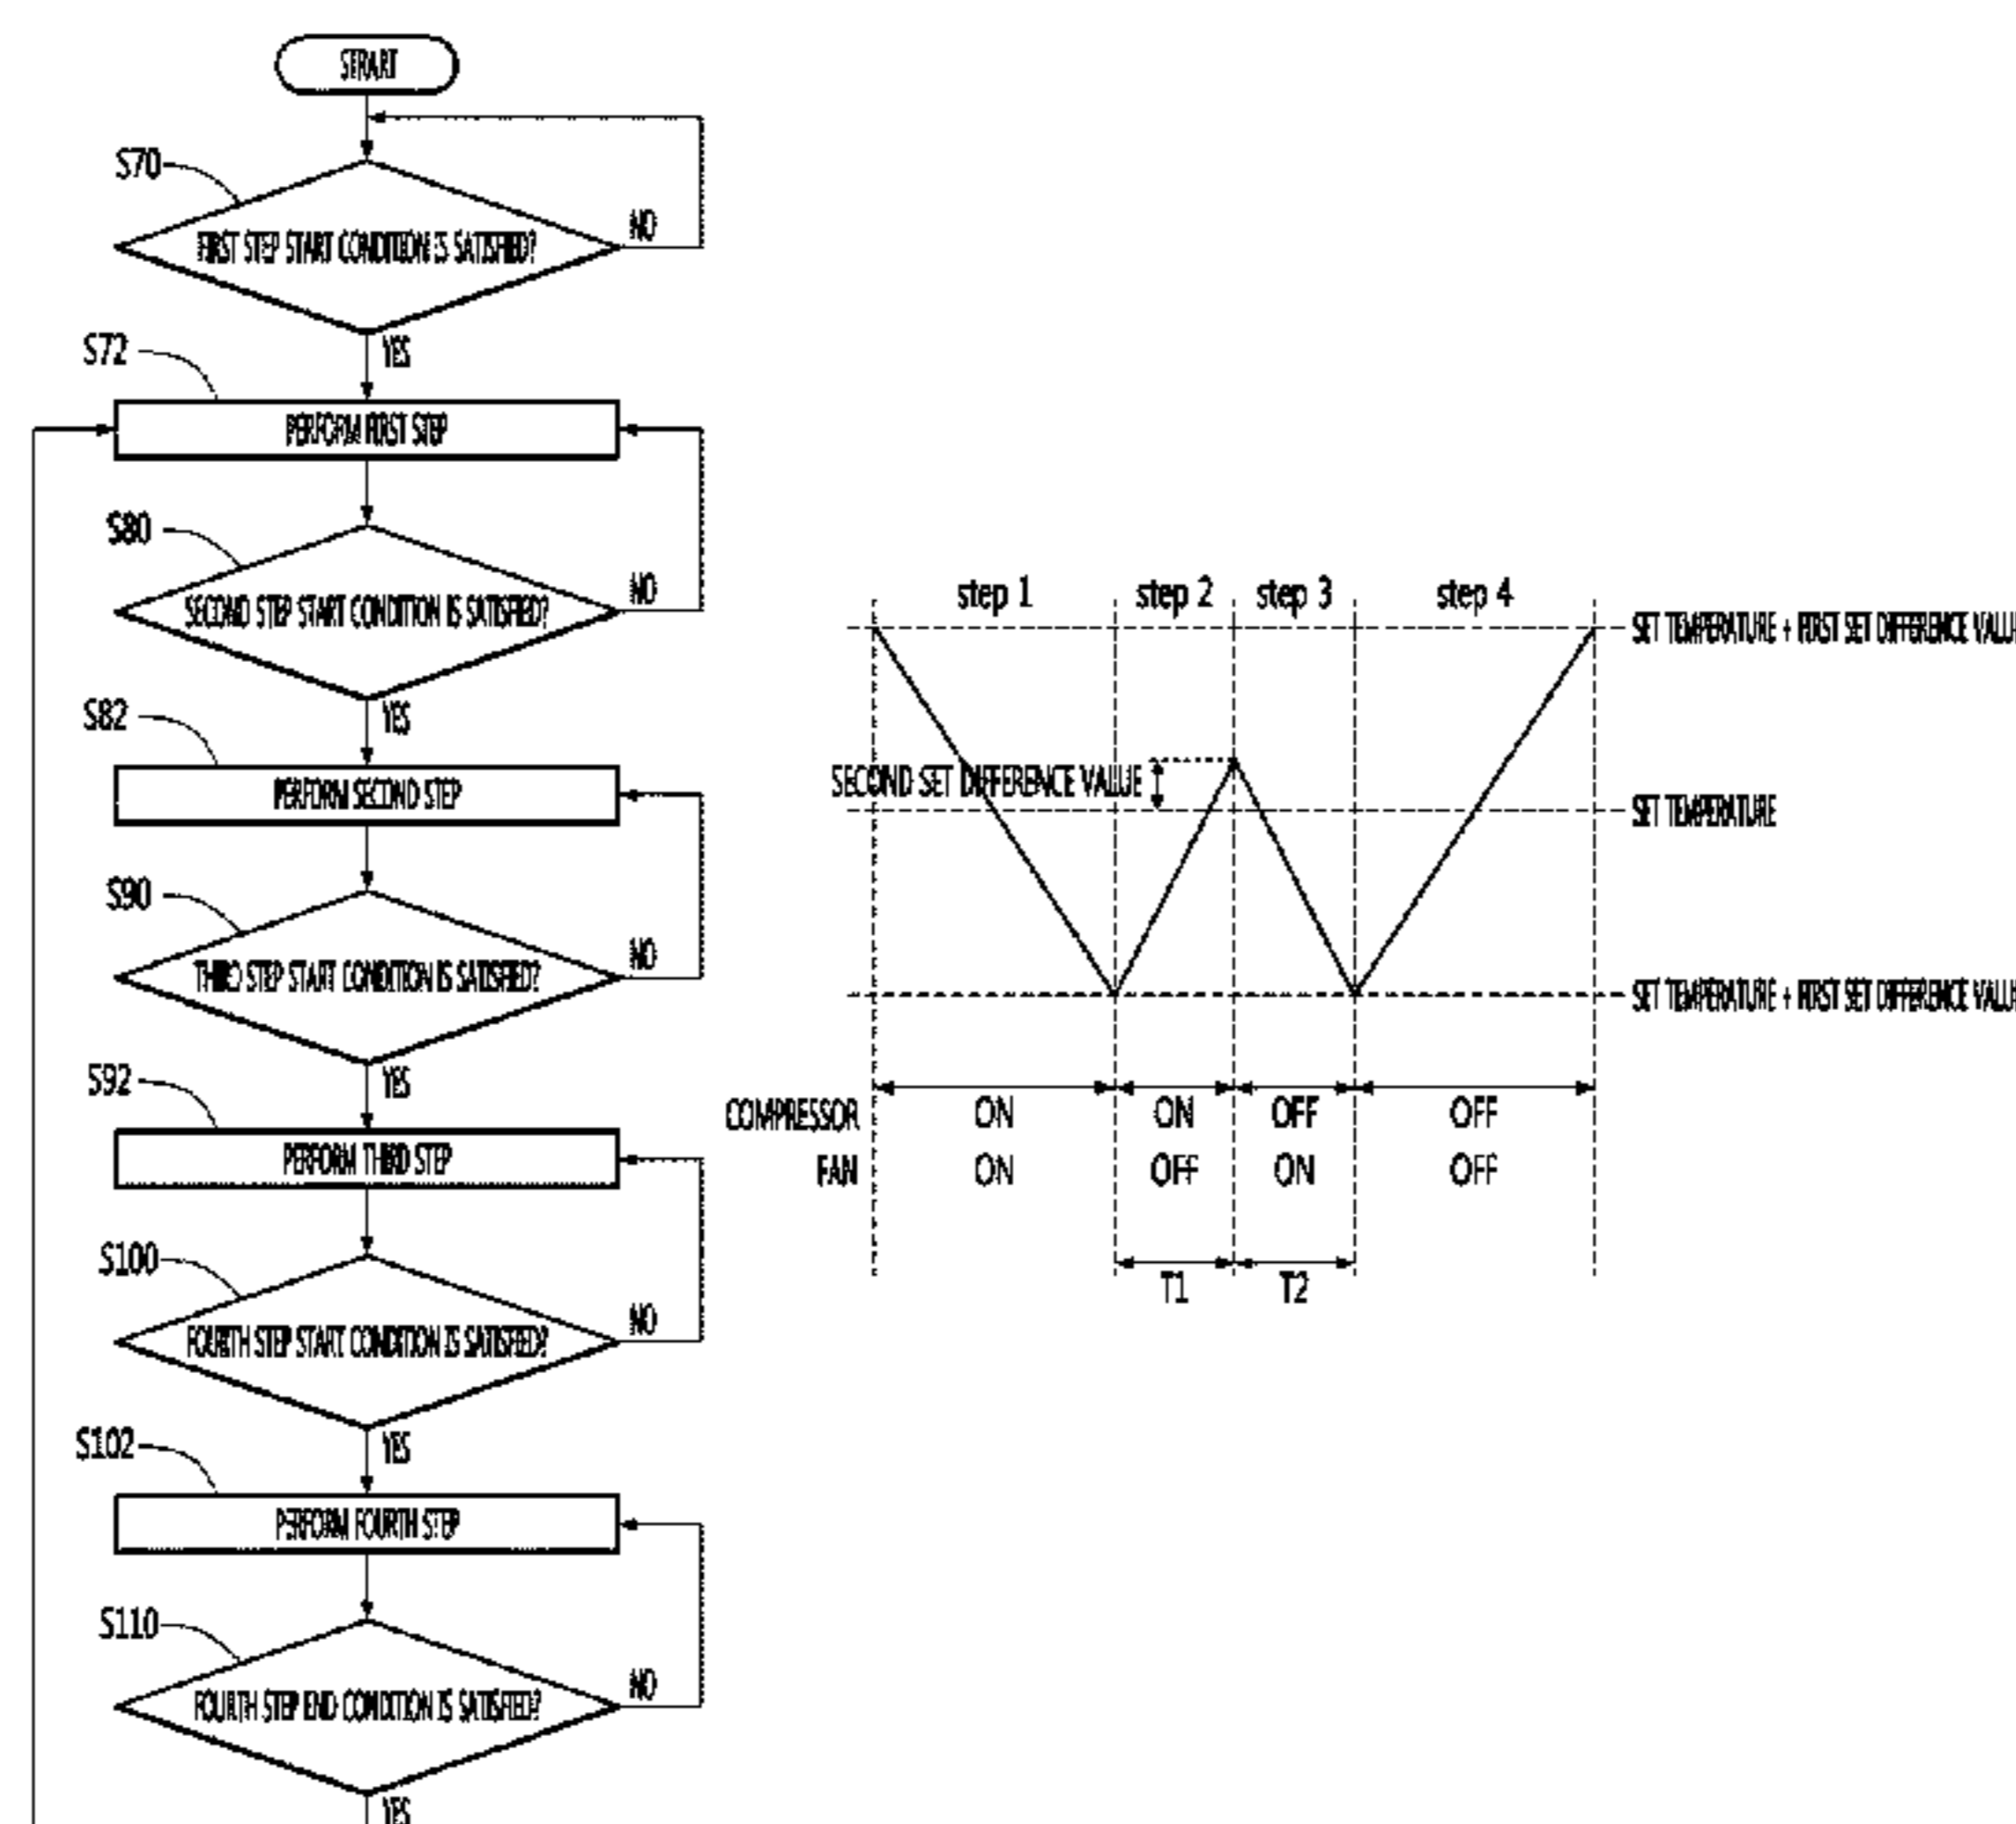 START
S70
FIRST STEP START CONDITION IS SATISFIED?
NO
YES
S72
PERFORM FIRST STEP
S80
SECOND STEP START CONDITION IS SATISFIED?
NO
YES
S82
PERFORM SECOND STEP
S90
THIRD STEP START CONDITION IS SATISFIED?
NO
YES
S92
PERFORM THIRD STEP
S100
FOURTH STEP START CONDITION IS SATISFIED?
NO
YES
S102
PERFORM FOURTH STEP
S110
FOURTH STEP END CONDITION IS SATISFIED?
NO
YES
step 1 step 2 step 3 step 4
SET TEMPERATURE + FIRST SET DIFFERENCE VALUE
SECOND SET DIFFERENCE VALUE
SET TEMPERATURE
SET TEMPERATURE + FIRST SET DIFFERENCE VALUE
COMPRESSOR ON ON OFF OFF
FAN ON OFF ON OFF
T1 T2